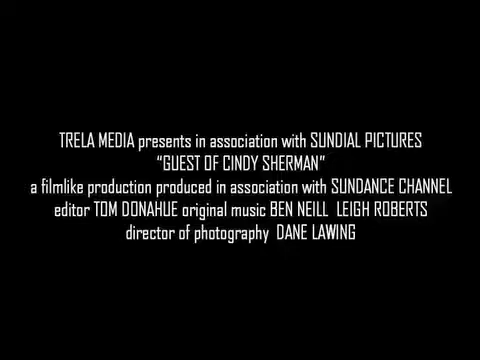 TRELA MEDIA presents in association with SUNDIAL PICTURES
“GUEST OF CINDY SHERMAN”
a filmlike production produced in association with SUNDANCE CHANNEL
editor TOM DONAHUE original music BEN NEILL LEIGH ROBERTS
director of photography DANE LAWING